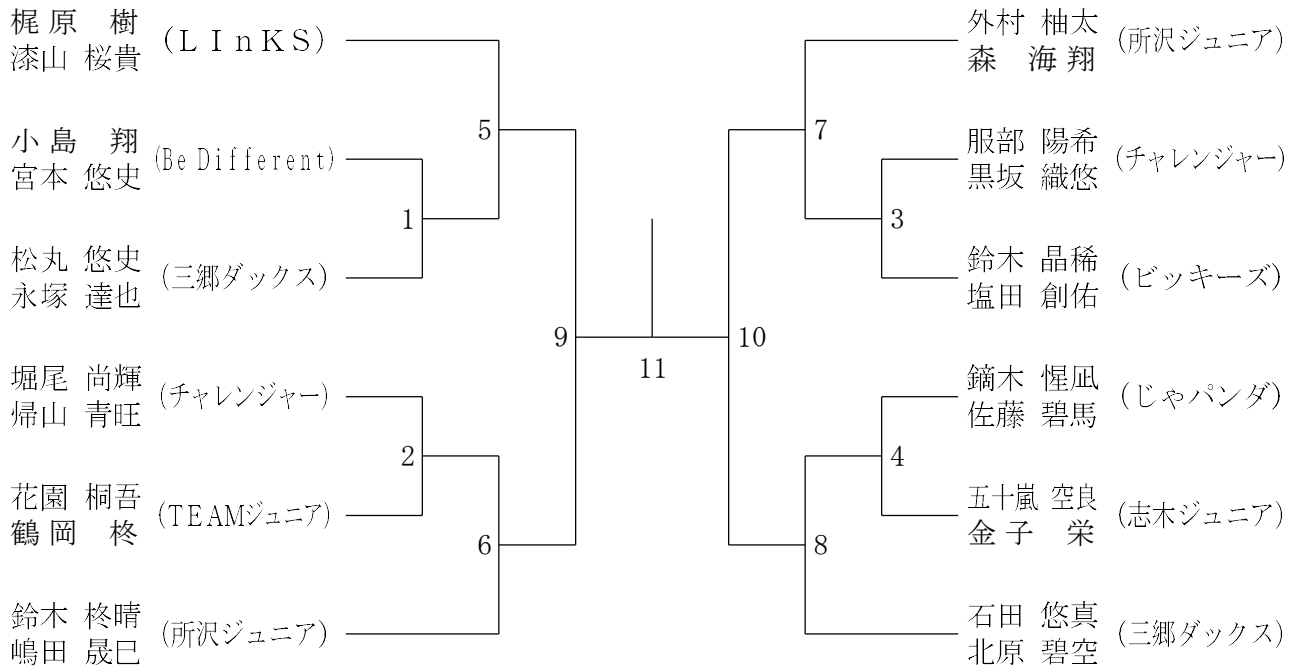 梶原 樹
漆山 桜貴
(LInKS)
小島 翔
宮本 悠史
(Be Different)
松丸 悠史
永塚 達也
(三郷ダックス)
堀尾 尚輝
帰山 青旺
(チャレンジャー)
花園 桐吾
鶴岡 柊
(TEAMジュニア)
鈴木 柊晴
嶋田 晟巳
(所沢ジュニア)
5
1
9
2
6
11
7
3
10
4
8
外村 柚太
森 海翔
(所沢ジュニア)
服部 陽希
黒坂 織悠
(チャレンジャー)
鈴木 晶稀
塩田 創佑
(ビッキーズ)
鏑木 惺凪
佐藤 碧馬
(じゃパンダ)
五十嵐 空良
金子 栄
(志木ジュニア)
石田 悠真
北原 碧空
(三郷ダックス)